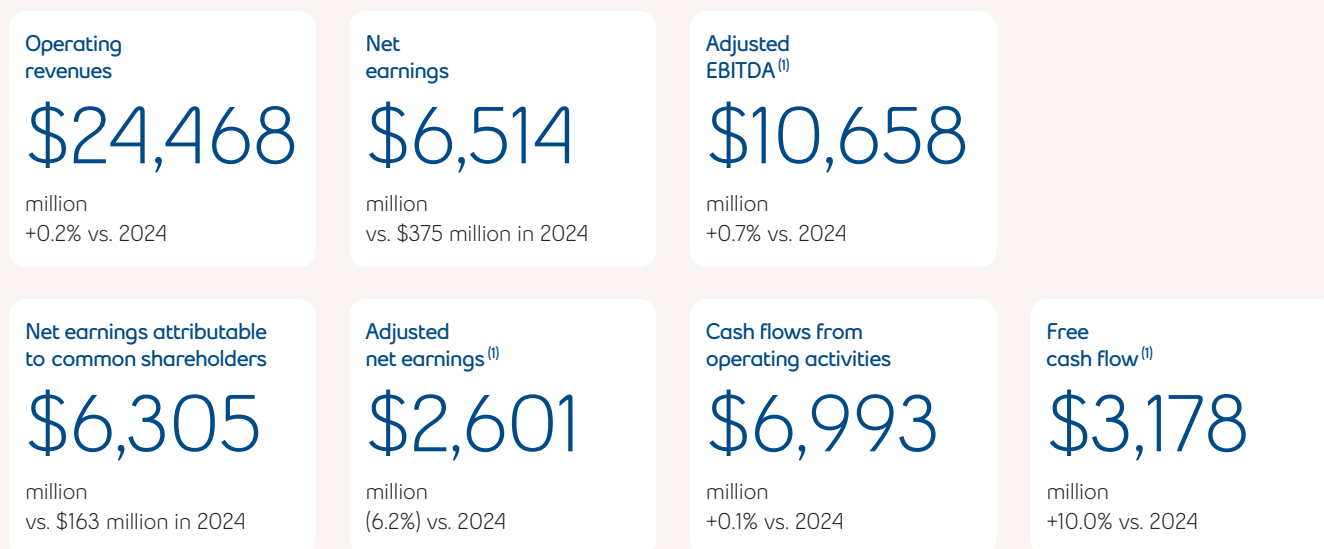 Operating
revenues
$24,468
million
+0.2% vs. 2024
Net
earnings
$6,514
million
vs. $375 million in 2024
Adjusted
EBITDA (1)
$10,658
million
+0.7% vs. 2024
Net earnings attributable
to common shareholders
$6,305
million
vs. $163 million in 2024
Adjusted
net earnings (1)
$2,601
million
(6.2%) vs. 2024
Cash flows from
operating activities
$6,993
million
+0.1% vs. 2024
Free
cash flow (1)
$3,178
million
+10.0% vs. 2024